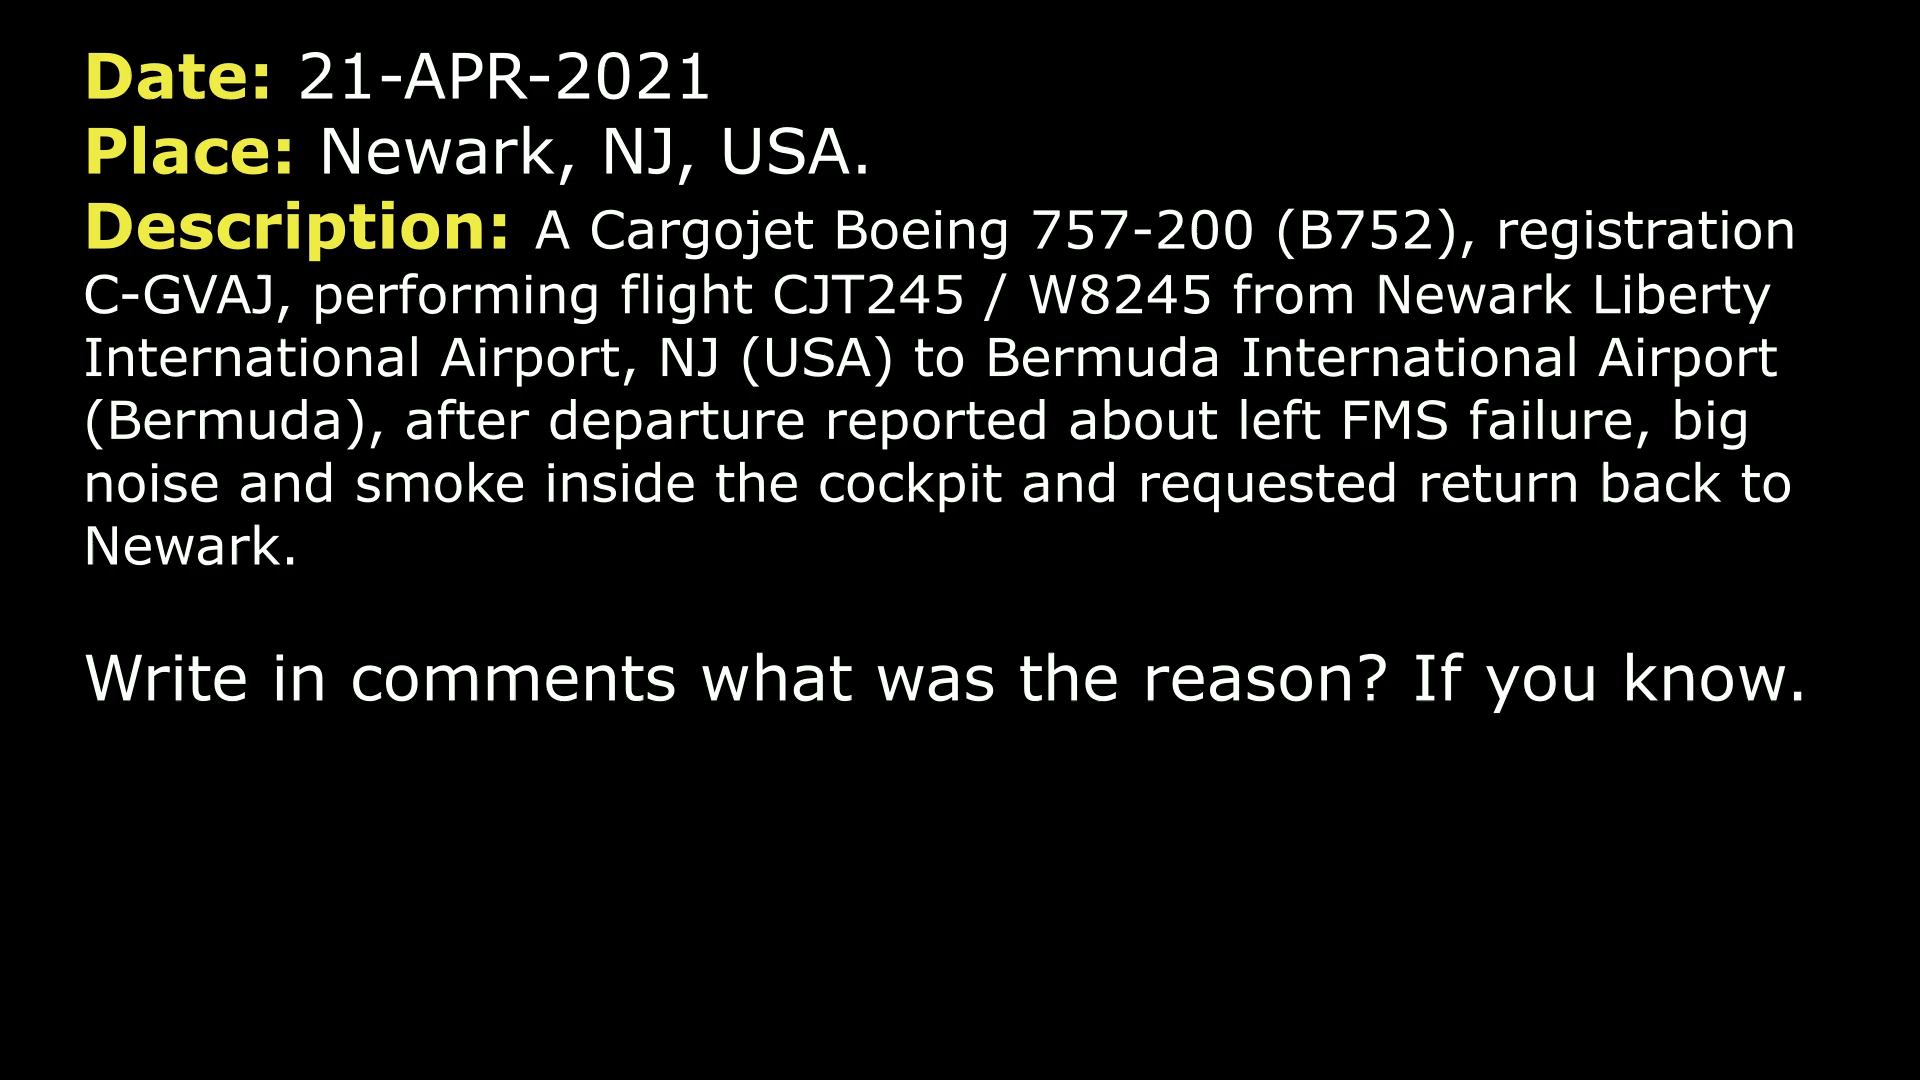 Date: 21-APR-2021
Place: Newark, NJ, USA.
Description: A Cargojet Boeing 757-200 (B752), registration
C-GVAJ, performing flight CJT245 / W8245 from Newark Liberty
International Airport, NJ (USA) to Bermuda International Airport
(Bermuda), after departure reported about left FMS failure, big
noise and smoke inside the cockpit and requested return back to
Newark.
Write in comments what was the reason? If you know.